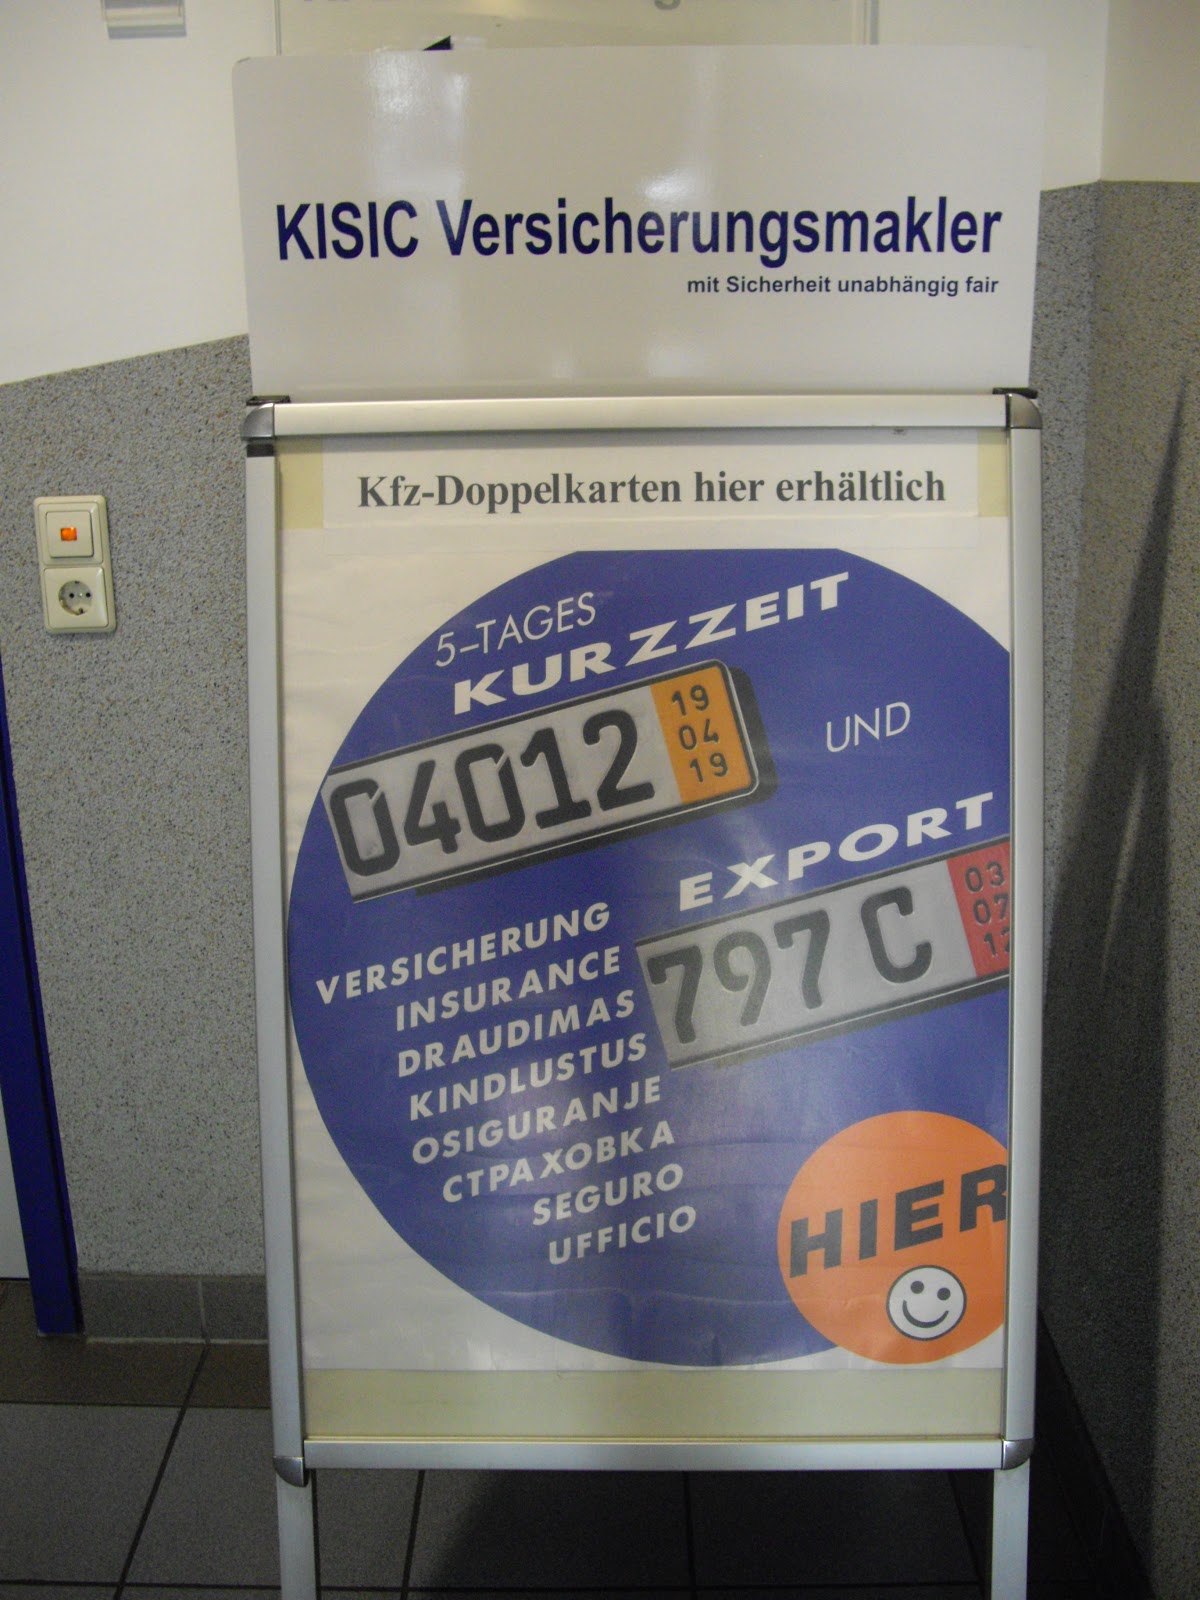 KISIC Versicherungsmakler
mit Sicherheit unabhängig fair
Kfz-Doppelkarten hier erhältlich
5-TAGES
KURZZEIT
04012
19
04
19
UND
EXPORT
797 C
03
07
VERSICHERUNG
INSURANCE
DRAUDIMAS
KINDLUSTUS
OSIGURANJE
СТРАХОВКА
SEGURO
UFFICIO
HIER